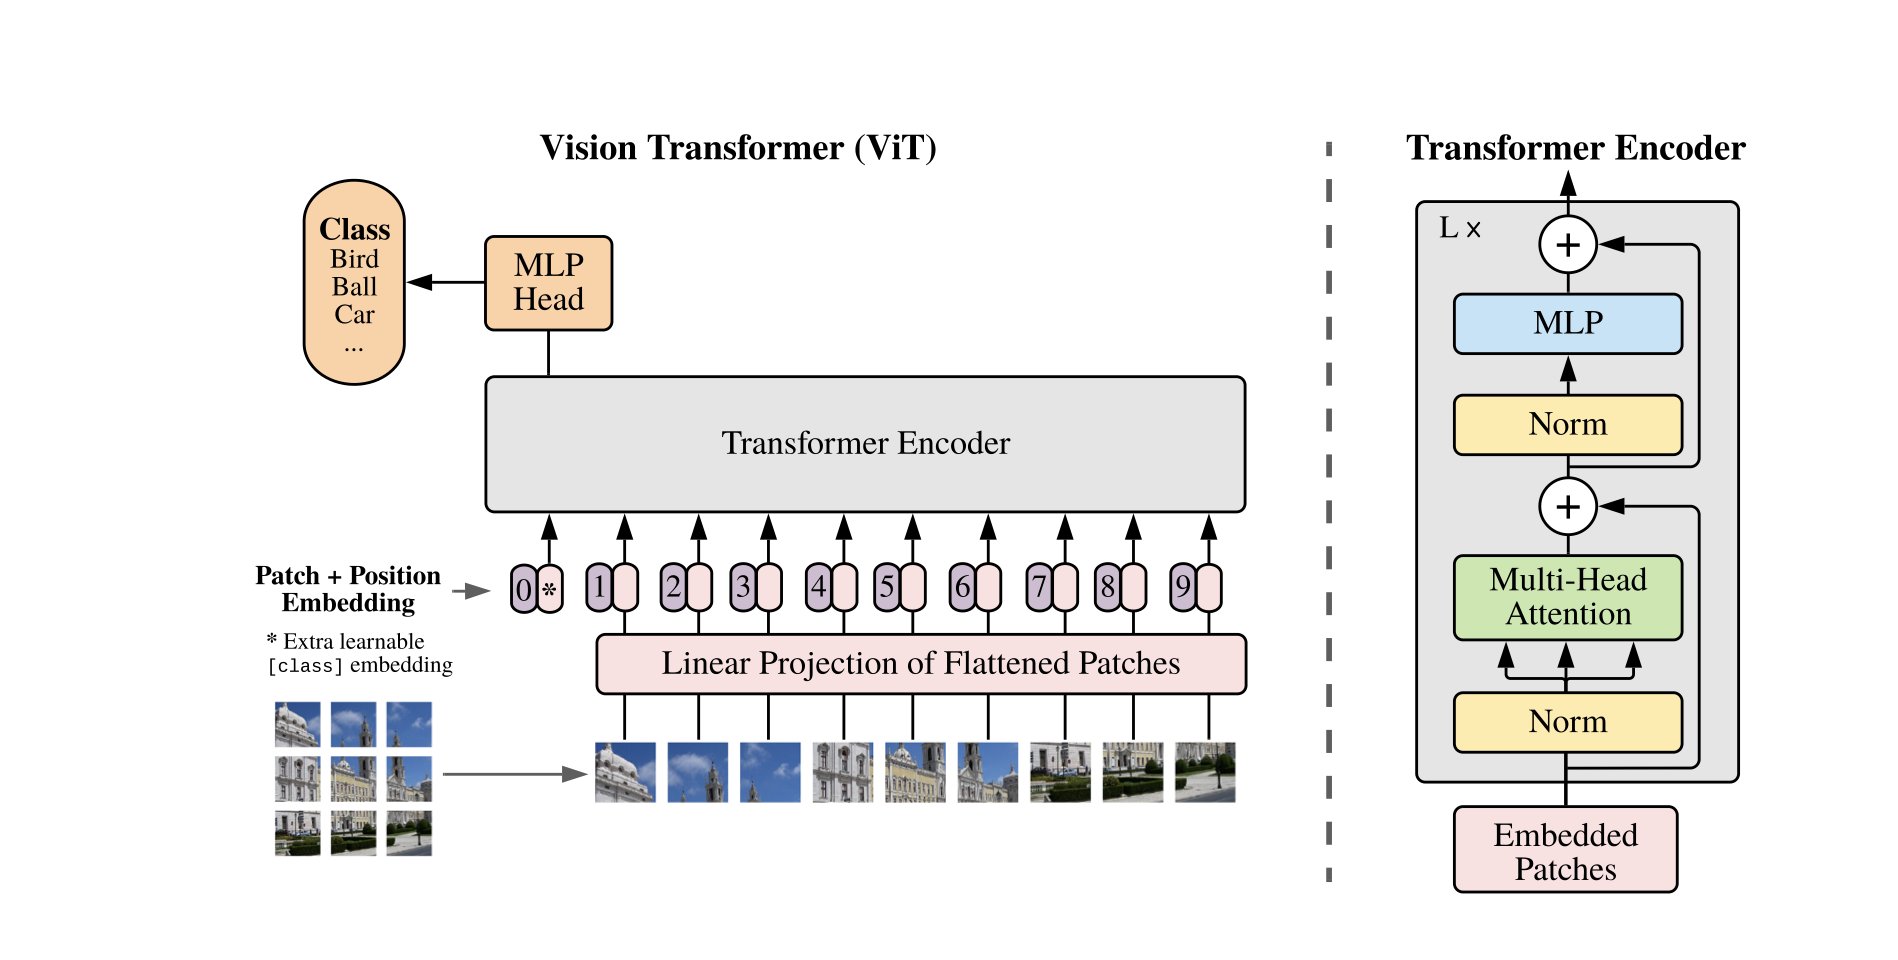 Vision Transformer (ViT)
Class
Bird
Ball
Car
...
MLP
Head
Transformer Encoder
Patch + Position
Embedding
* Extra learnable
[class] embedding
0 * 1 2 3 4 5 6 7 8 9
Linear Projection of Flattened Patches
Transformer Encoder
L ×
+
MLP
Norm
+
Multi-Head
Attention
Norm
Embedded
Patches